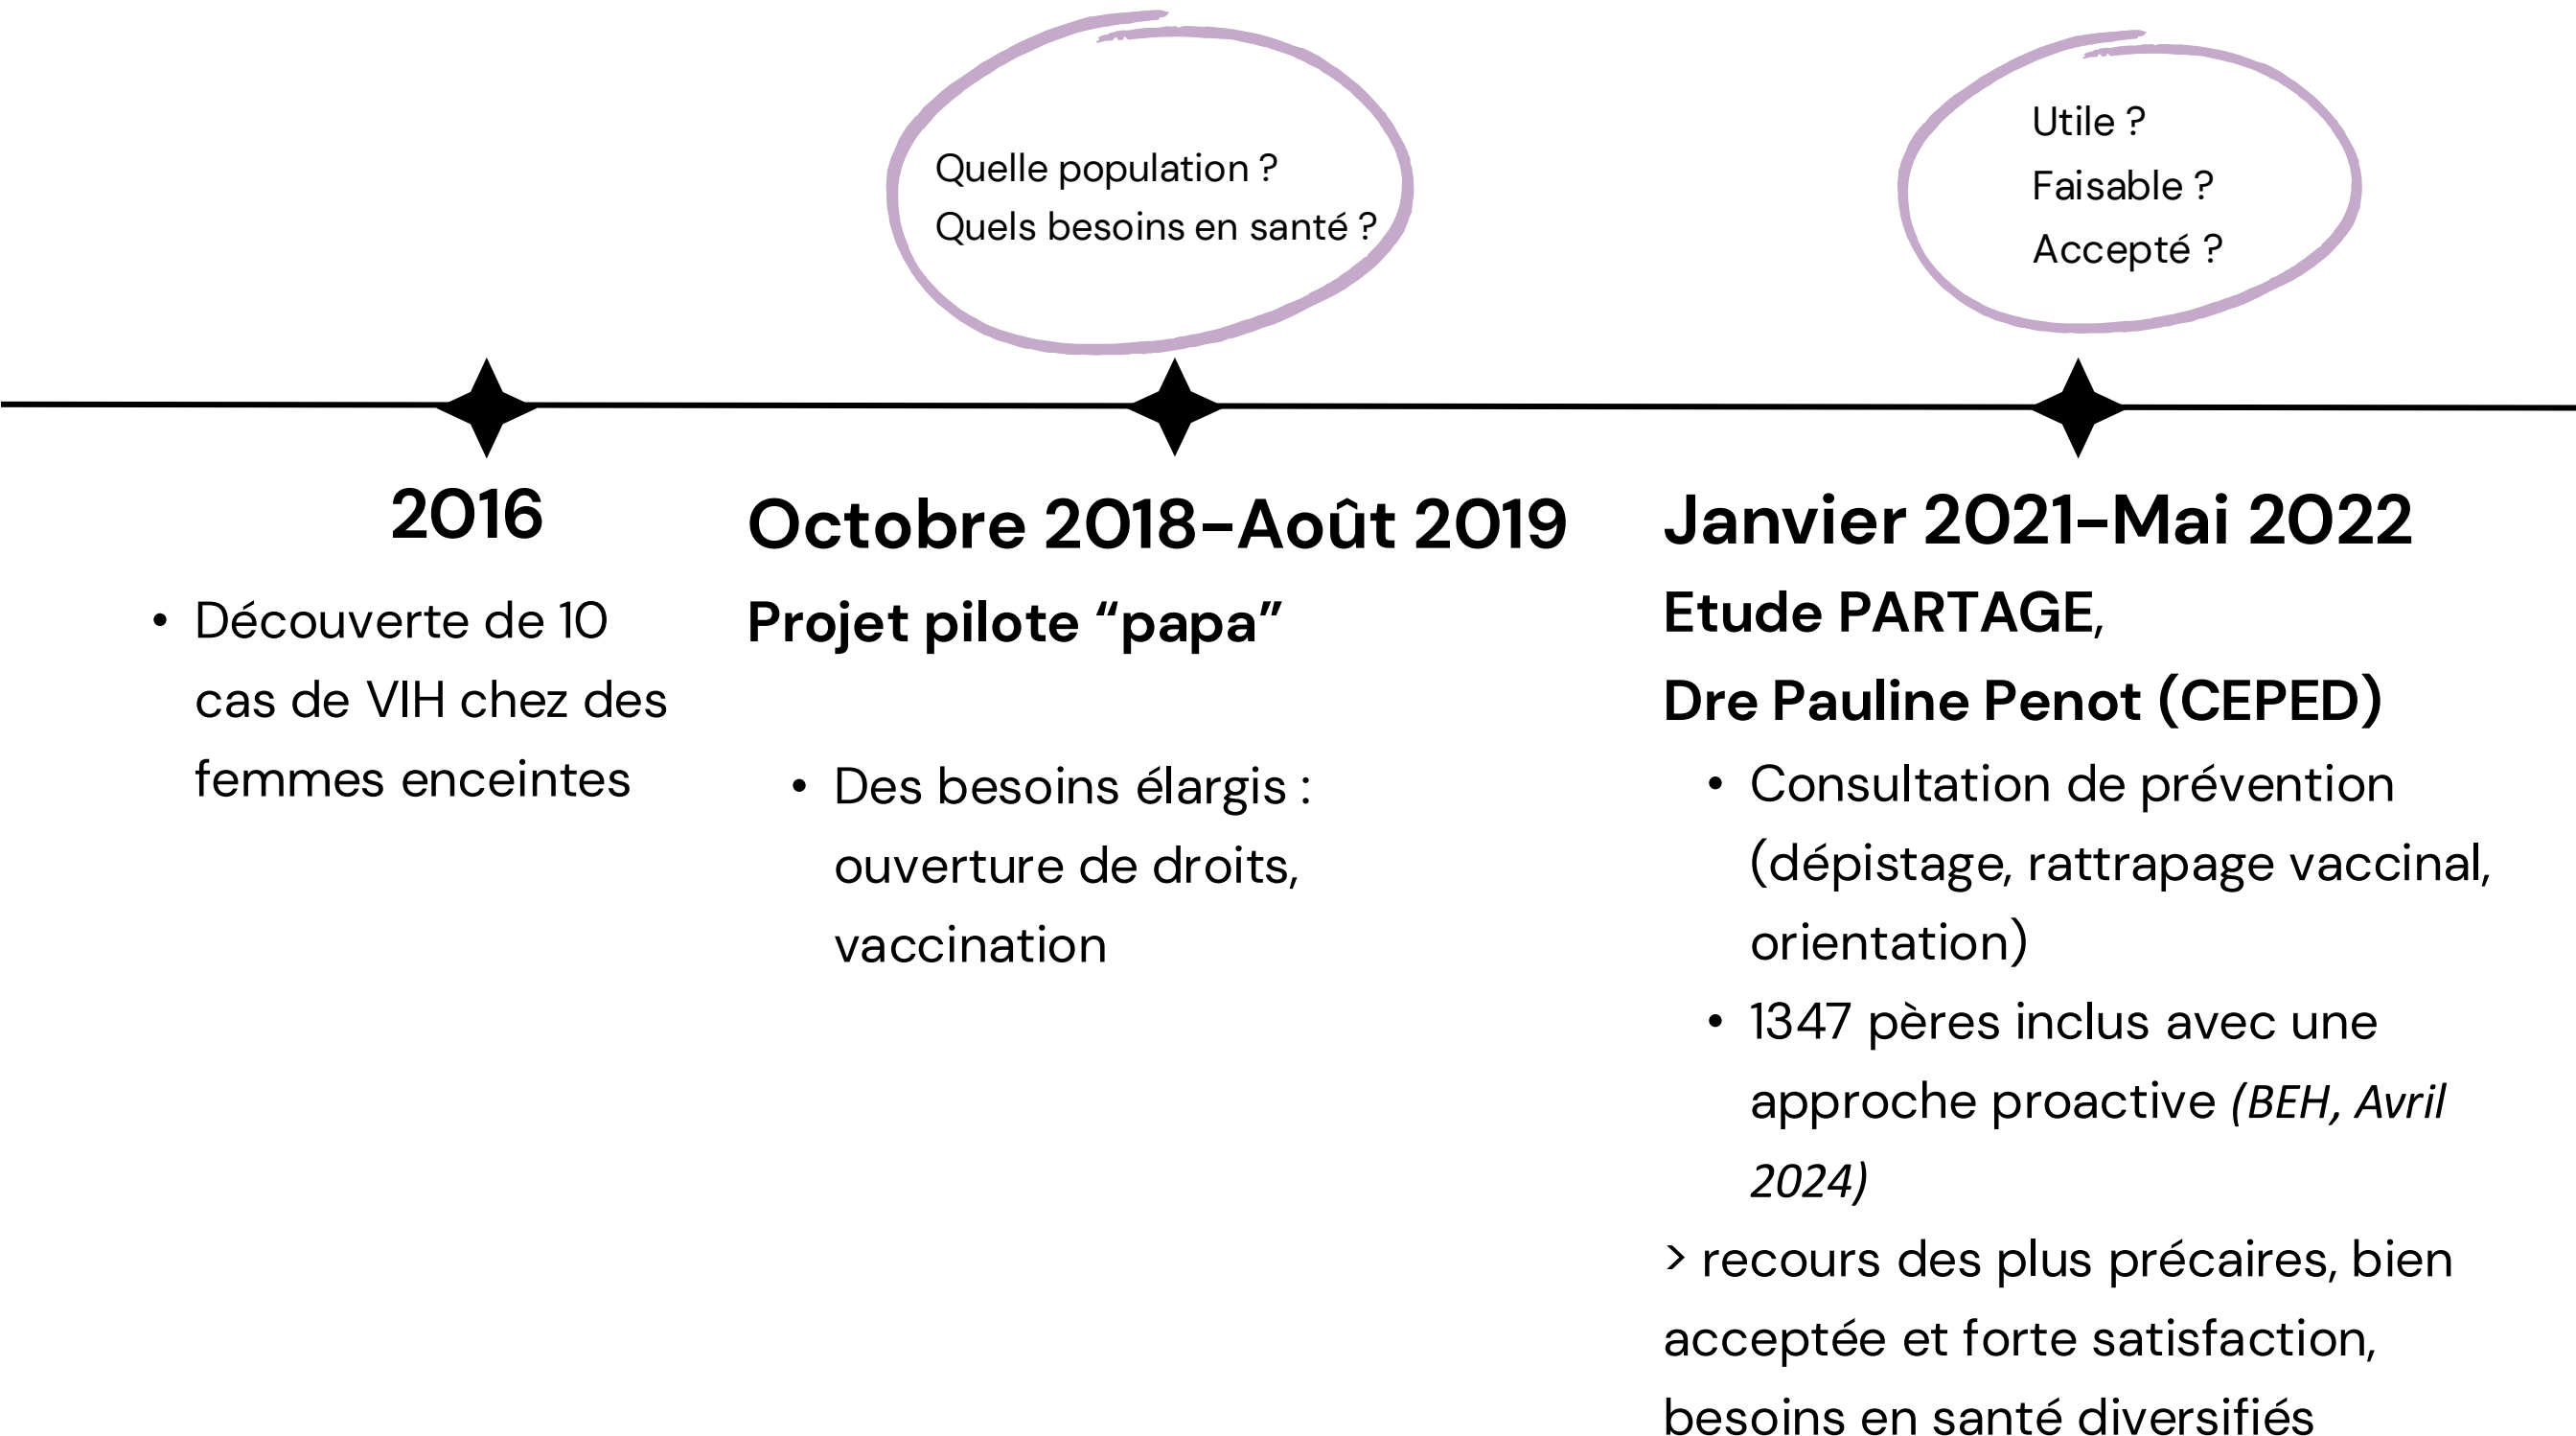 Quelle population ?
Quels besoins en santé ?
Utile ?
Faisable ?
Accepté ?
2016
• Découverte de 10
cas de VIH chez des
femmes enceintes
Octobre 2018-Août 2019
Projet pilote “papa”
• Des besoins élargis :
ouverture de droits,
vaccination
Janvier 2021-Mai 2022
Etude PARTAGE,
Dre Pauline Penot (CEPED)
• Consultation de prévention
(dépistage, rattrapage vaccinal,
orientation)
• 1347 pères inclus avec une
approche proactive (BEH, Avril
2024)
> recours des plus précaires, bien
acceptée et forte satisfaction,
besoins en santé diversifiés